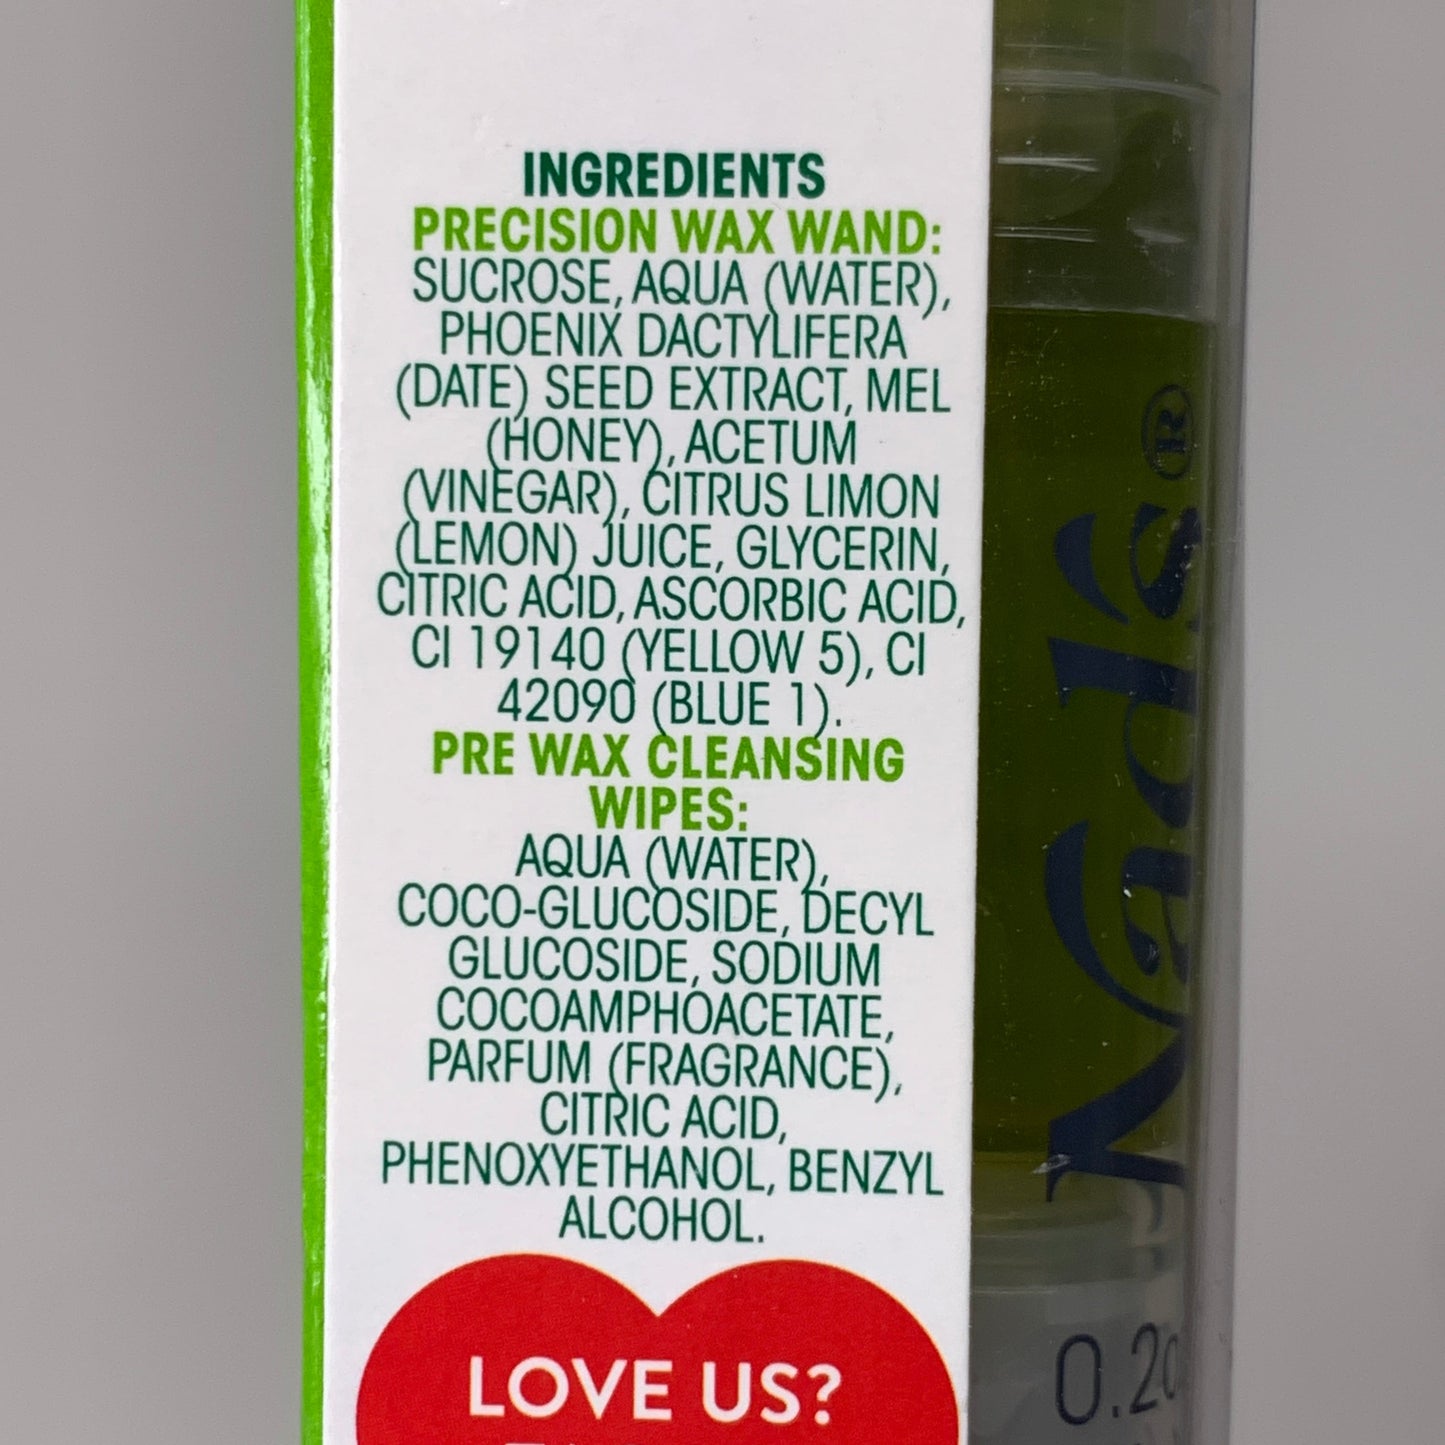 INGREDIENTS
PRECISION WAX WAND:
SUCROSE, AQUA (WATER),
PHOENIX DACTYLIFERA
(DATE) SEED EXTRACT, MEL
(HONEY), ACETUM
(VINEGAR), CITRUS LIMON
(LEMON) JUICE, GLYCERIN,
CITRIC ACID, ASCORBIC ACID,
CI 19140 (YELLOW 5), CI
42090 (BLUE 1).
PRE WAX CLEANSING
WIPES:
AQUA (WATER),
COCO-GLUCOSIDE, DECYL
GLUCOSIDE, SODIUM
COCOAMPHOACETATE,
PARFUM (FRAGRANCE),
CITRIC ACID,
PHENOXYETHANOL, BENZYL
ALCOHOL.
LOVE US?
Nad's®
0.2